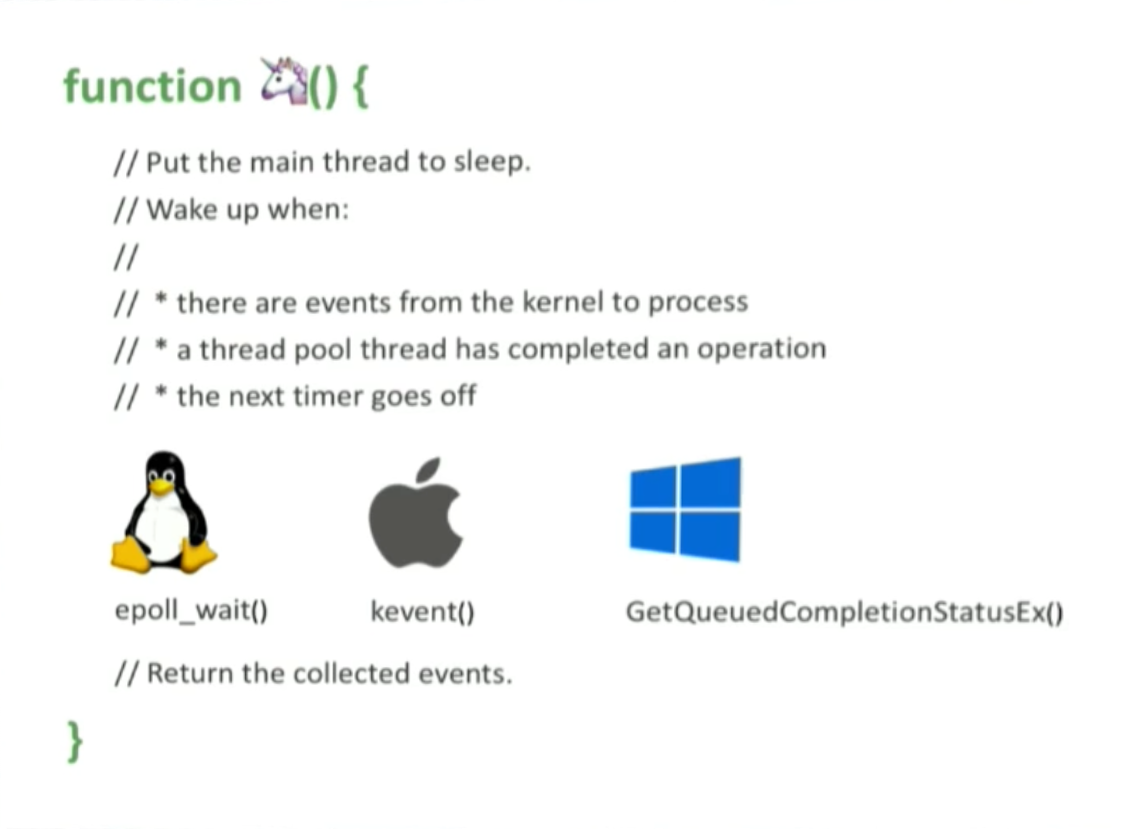 function 🦄() {
// Put the main thread to sleep.
// Wake up when:
//
// * there are events from the kernel to process
// * a thread pool thread has completed an operation
// * the next timer goes off
epoll_wait() kevent() GetQueuedCompletionStatusEx()
// Return the collected events.
}